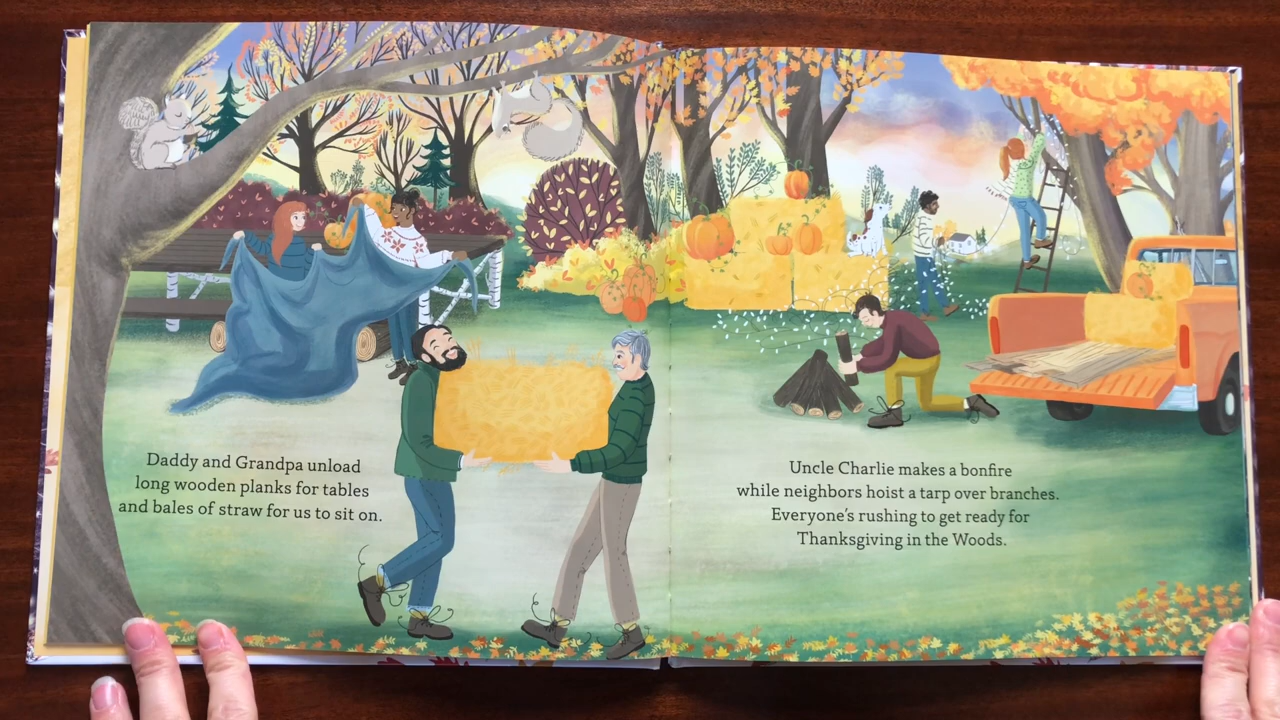 Daddy and Grandpa unload
long wooden planks for tables
and bales of straw for us to sit on.
Uncle Charlie makes a bonfire
while neighbors hoist a tarp over branches.
Everyone's rushing to get ready for
Thanksgiving in the Woods.